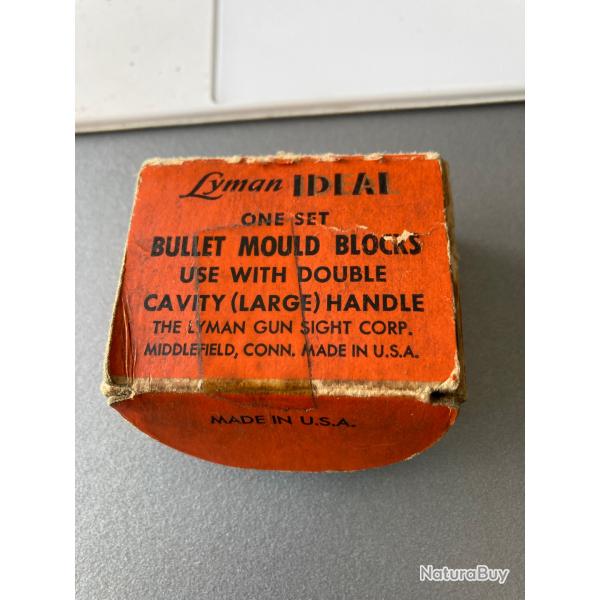 Lyman IDEAL
ONE SET
BULLET MOULD BLOCKS
USE WITH DOUBLE
CAVITY (LARGE) HANDLE
THE LYMAN GUN SIGHT CORP.
MIDDLEFIELD, CONN. MADE IN U.S.A.
MADE IN U.S.A.
NaturaBuy